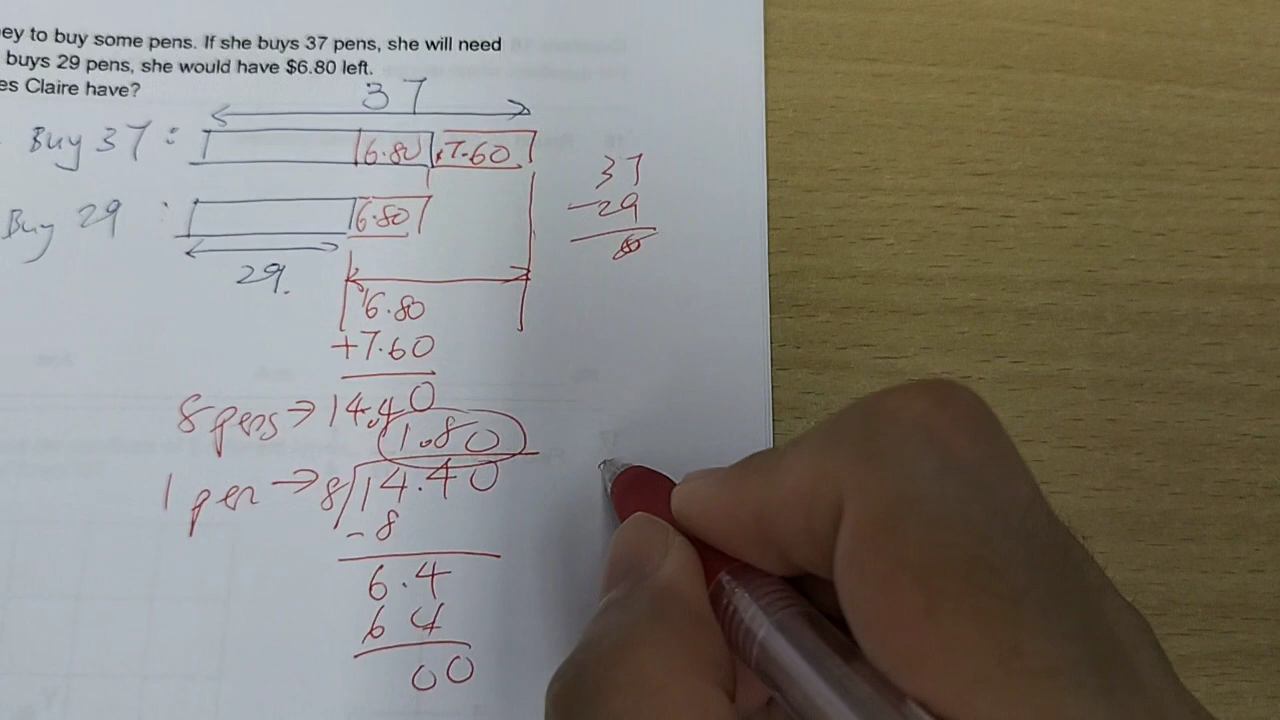 ey to buy some pens. If she buys 37 pens, she will need
buys 29 pens, she would have $6.80 left.
es Claire have?
37
Buy 37 : 6.80 7.60
Buy 29 : 6.80
29.
37
-29
8
6.80
+7.60
8 pens → 14.40
1.80
1 pen → 8 14.40
- 8
6.4
6 4
00